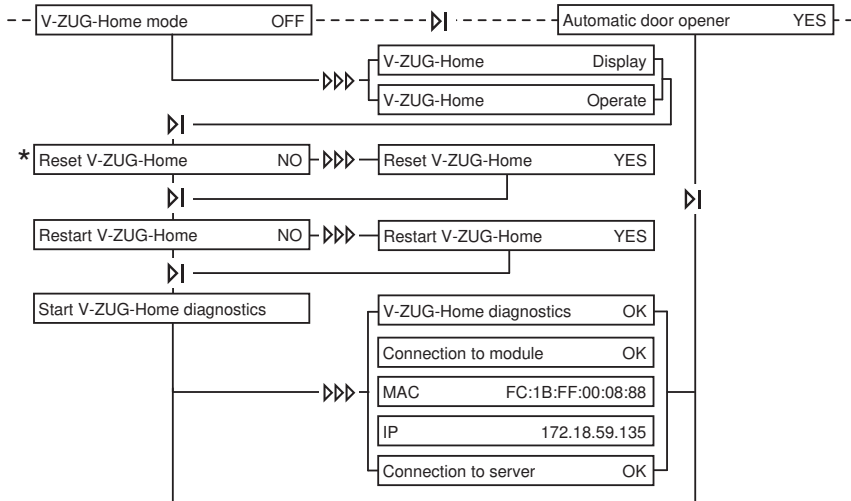 V-ZUG-Home mode OFF
Automatic door opener YES
V-ZUG-Home Display
V-ZUG-Home Operate
* Reset V-ZUG-Home NO
Reset V-ZUG-Home YES
Restart V-ZUG-Home NO
Restart V-ZUG-Home YES
Start V-ZUG-Home diagnostics
V-ZUG-Home diagnostics OK
Connection to module OK
MAC FC:1B:FF:00:08:88
IP 172.18.59.135
Connection to server OK